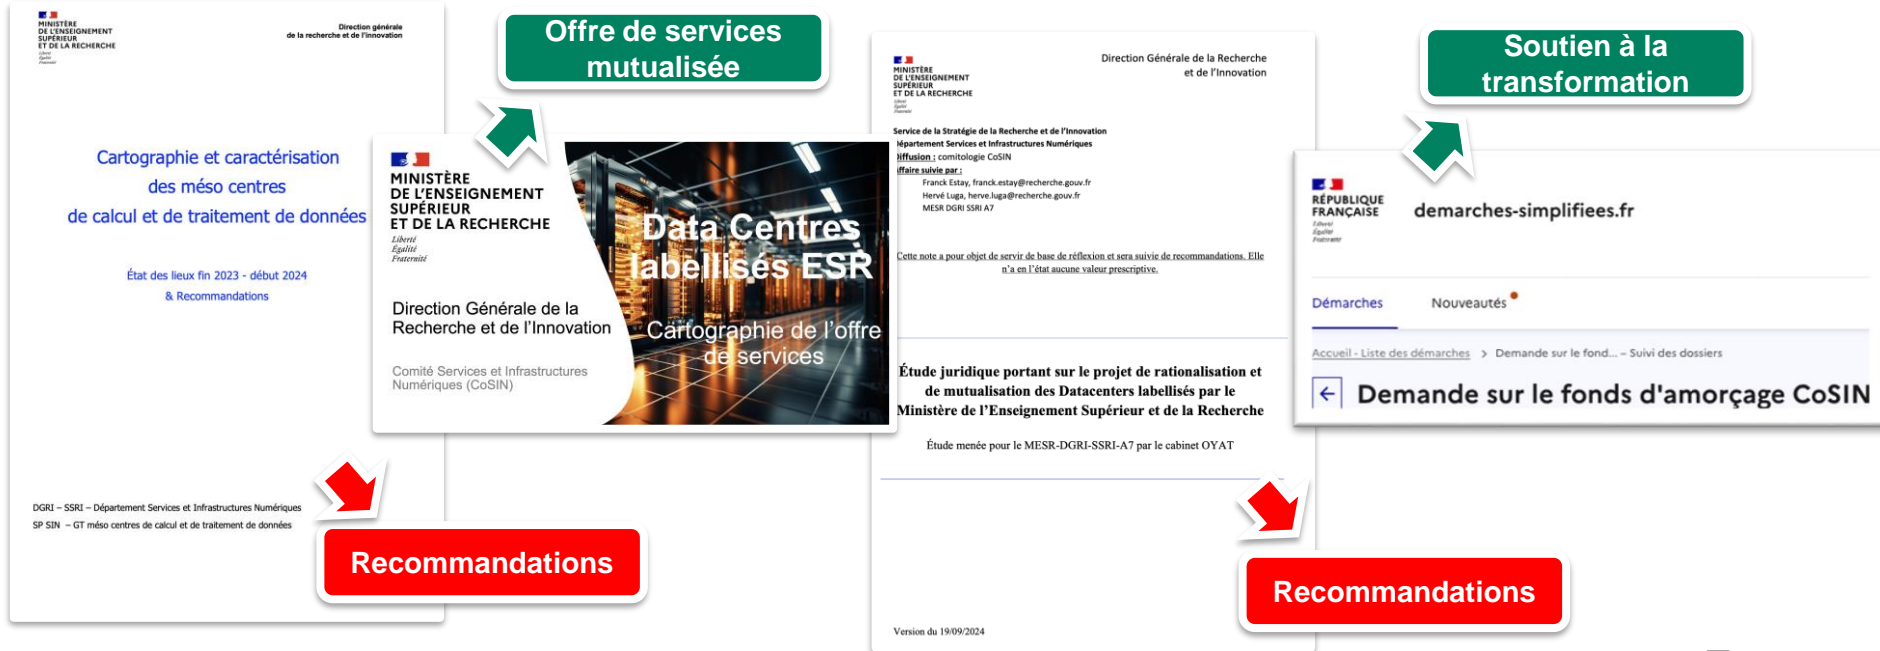 MINISTÈRE
DE L'ENSEIGNEMENT
SUPÉRIEUR
ET DE LA RECHERCHE
Liberté
Égalité
Fraternité
Direction générale
de la recherche et de l'innovation
Cartographie et caractérisation
des méso centres
de calcul et de traitement de données
État des lieux fin 2023 - début 2024
& Recommandations
DGRI – SSRI – Département Services et Infrastructures Numériques
SP SIN – GT méso centres de calcul et de traitement de données
Recommandations
Offre de services
mutualisée
MINISTÈRE
DE L'ENSEIGNEMENT
SUPÉRIEUR
ET DE LA RECHERCHE
Liberté
Égalité
Fraternité
Direction Générale de la
Recherche et de l'Innovation
Comité Services et Infrastructures
Numériques (CoSIN)
Data Centres
labellisés ESR
Cartographie de l'offre
de services
MINISTÈRE
DE L'ENSEIGNEMENT
SUPÉRIEUR
ET DE LA RECHERCHE
Liberté
Égalité
Fraternité
Direction Générale de la Recherche
et de l'Innovation
Service de la Stratégie de la Recherche et de l'Innovation
Département Services et Infrastructures Numériques
Diffusion : comitologie CoSIN
Affaire suivie par :
Franck Estay, franck.estay@recherche.gouv.fr
Hervé Luga, herve.luga@recherche.gouv.fr
MESR DGRI SSRI A7
Cette note a pour objet de servir de base de réflexion et sera suivie de recommandations. Elle
n'a en l'état aucune valeur prescriptive.
Étude juridique portant sur le projet de rationalisation et
de mutualisation des Datacenters labellisés par le
Ministère de l'Enseignement Supérieur et de la Recherche
Étude menée pour le MESR-DGRI-SSRI-A7 par le cabinet OYAT
Version du 19/09/2024
Recommandations
Soutien à la
transformation
RÉPUBLIQUE
FRANÇAISE
Liberté
Égalité
Fraternité
demarches-simplifiees.fr
Démarches
Nouveautés
Accueil - Liste des démarches > Demande sur le fond... – Suivi des dossiers
Demande sur le fonds d'amorçage CoSIN